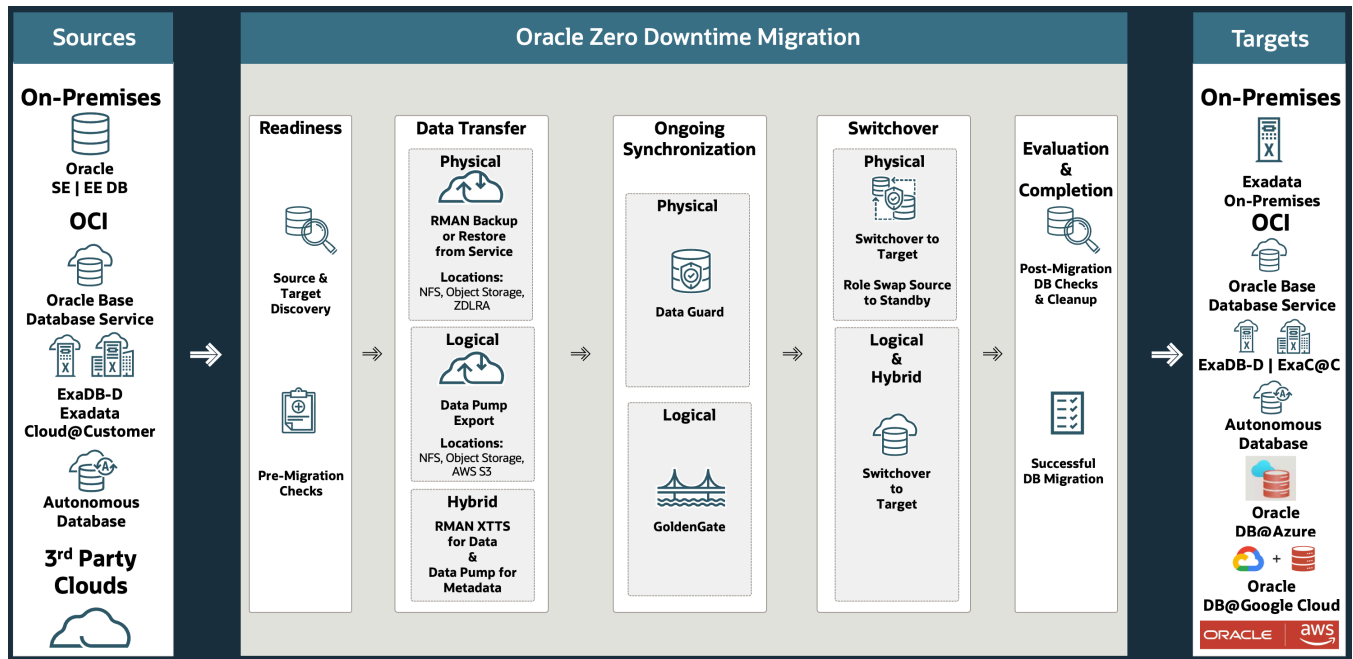 Sources
On-Premises
Oracle
SE | EE DB
OCI
Oracle Base
Database Service
X
X
ExaDB-D
Exadata
Cloud@Customer
A
Autonomous
Database
3rd Party
Clouds
Oracle Zero Downtime Migration
Readiness
Source &
Target
Discovery
Pre-Migration
Checks
Data Transfer
Physical
RMAN Backup
or Restore
from Service
Locations:
NFS, Object Storage,
ZDLRA
Logical
Data Pump
Export
Locations:
NFS, Object Storage,
AWS S3
Hybrid
RMAN XTTS
for Data
&
Data Pump for
Metadata
Ongoing
Synchronization
Physical
Data Guard
Logical
GoldenGate
Switchover
Physical
Switchover to
Target
Role Swap Source
to Standby
Logical
&
Hybrid
Switchover
to
Target
Evaluation
&
Completion
Post-Migration
DB Checks
& Cleanup
Successful
DB Migration
Targets
On-Premises
X
Exadata
On-Premises
OCI
Oracle Base
Database Service
X
X
ExaDB-D | ExaC@C
A
Autonomous
Database
Oracle
DB@Azure
+
Oracle
DB@Google Cloud
ORACLE | aws